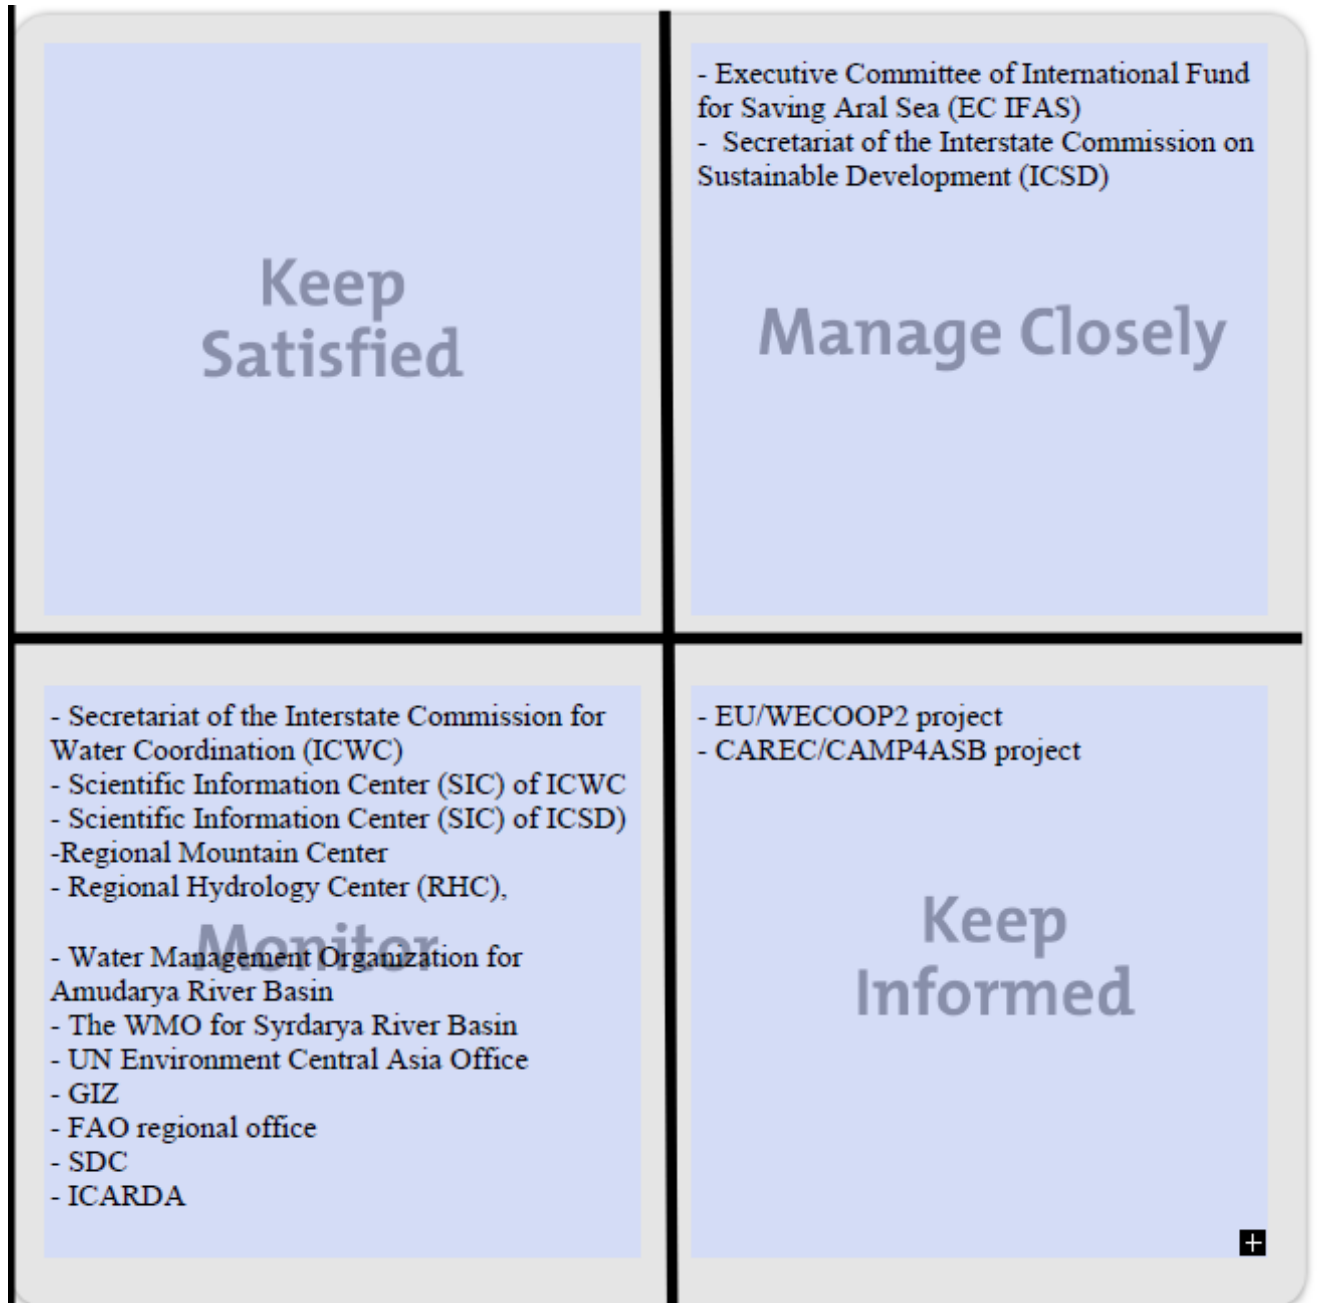 Keep
Satisfied
- Executive Committee of International Fund
for Saving Aral Sea (EC IFAS)
-  Secretariat of the Interstate Commission on
Sustainable Development (ICSD)
Manage Closely
- Secretariat of the Interstate Commission for
Water Coordination (ICWC)
- Scientific Information Center (SIC) of ICWC
- Scientific Information Center (SIC) of ICSD)
-Regional Mountain Center
- Regional Hydrology Center (RHC),
Monitor
- Water Management Organization for
Amudarya River Basin
- The WMO for Syrdarya River Basin
- UN Environment Central Asia Office
- GIZ
- FAO regional office
- SDC
- ICARDA
- EU/WECOOP2 project
- CAREC/CAMP4ASB project
Keep
Informed
+